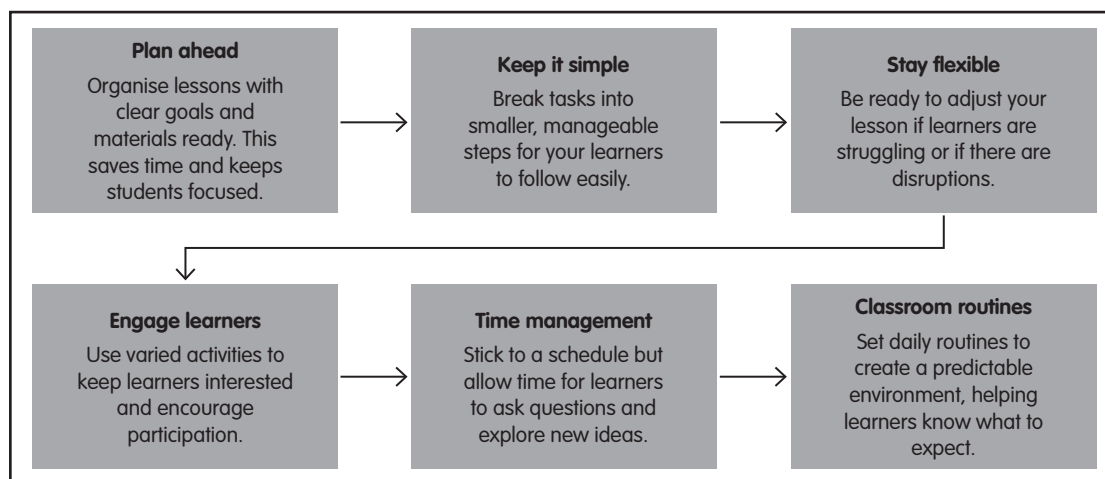 Plan ahead
Organise lessons with
clear goals and
materials ready. This
saves time and keeps
students focused.
Keep it simple
Break tasks into
smaller, manageable
steps for your learners
to follow easily.
Stay flexible
Be ready to adjust your
lesson if learners are
struggling or if there are
disruptions.
Engage learners
Use varied activities to
keep learners interested
and encourage
participation.
Time management
Stick to a schedule but
allow time for learners
to ask questions and
explore new ideas.
Classroom routines
Set daily routines to
create a predictable
environment, helping
learners know what to
expect.